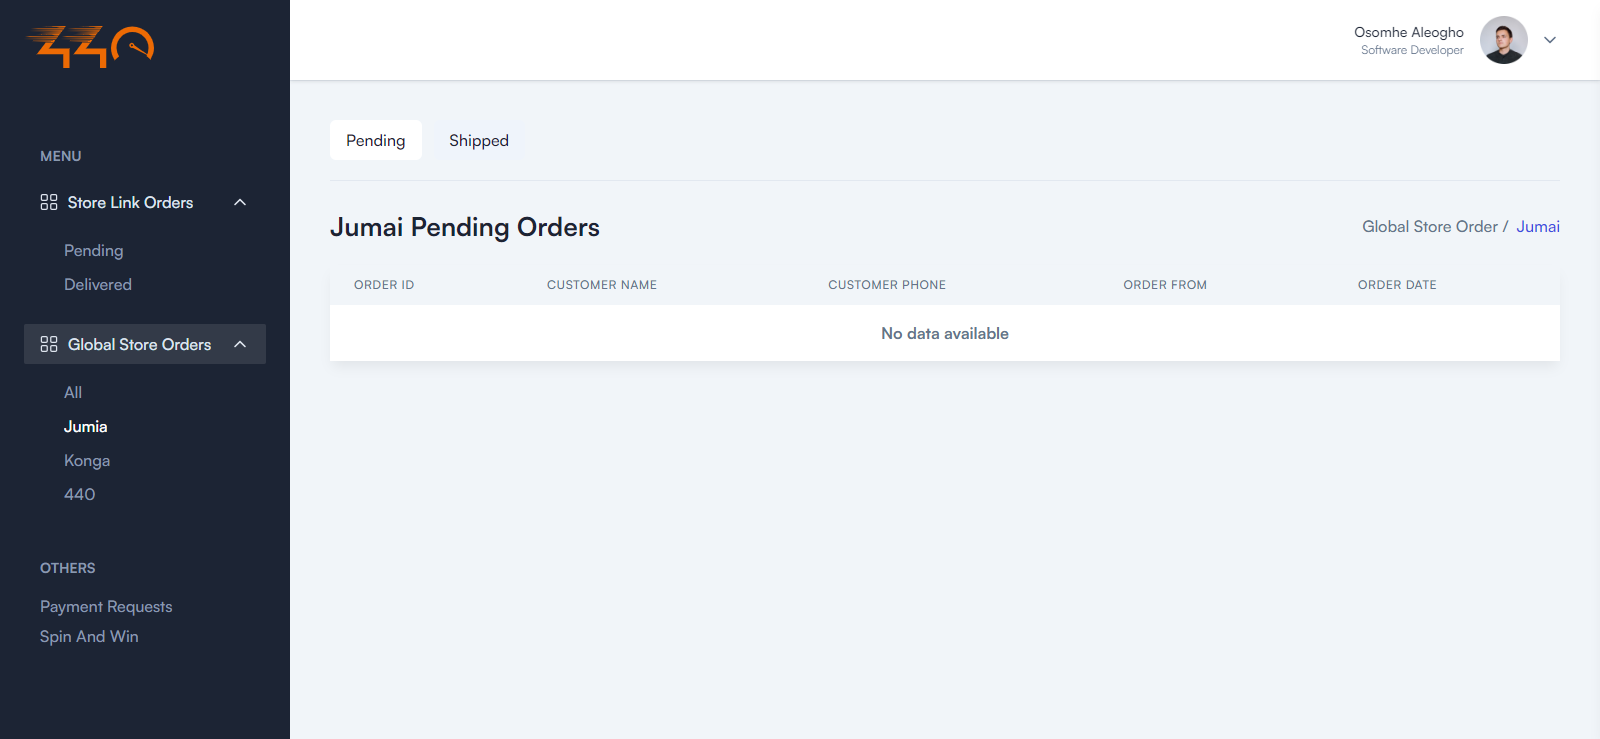 440
MENU
Store Link Orders
Pending
Delivered
Global Store Orders
All
Jumia
Konga
440
OTHERS
Payment Requests
Spin And Win
Osomhe Aleogho
Software Developer
Pending Shipped
Jumai Pending Orders
Global Store Order / Jumai
ORDER ID CUSTOMER NAME CUSTOMER PHONE ORDER FROM ORDER DATE
No data available